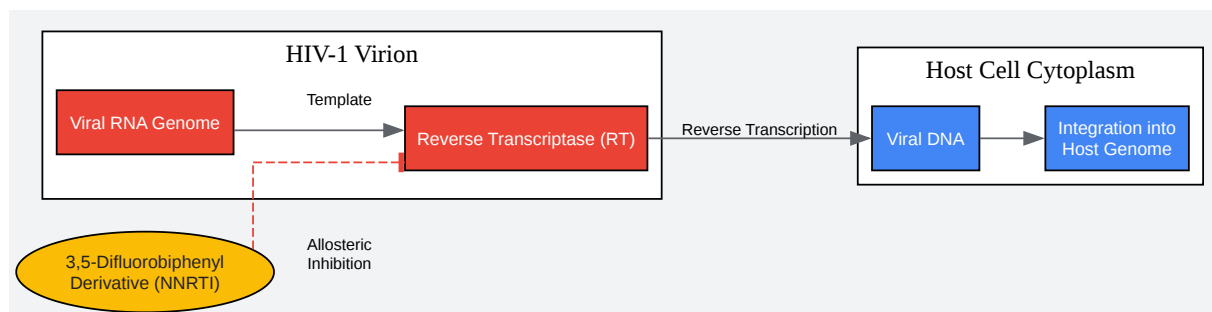 HIV-1 Virion
Viral RNA Genome
Template
Reverse Transcriptase (RT)
Reverse Transcription
Host Cell Cytoplasm
Viral DNA
Integration into
Host Genome
3,5-Difluorobiphenyl
Derivative (NNRTI)
Allosteric
Inhibition